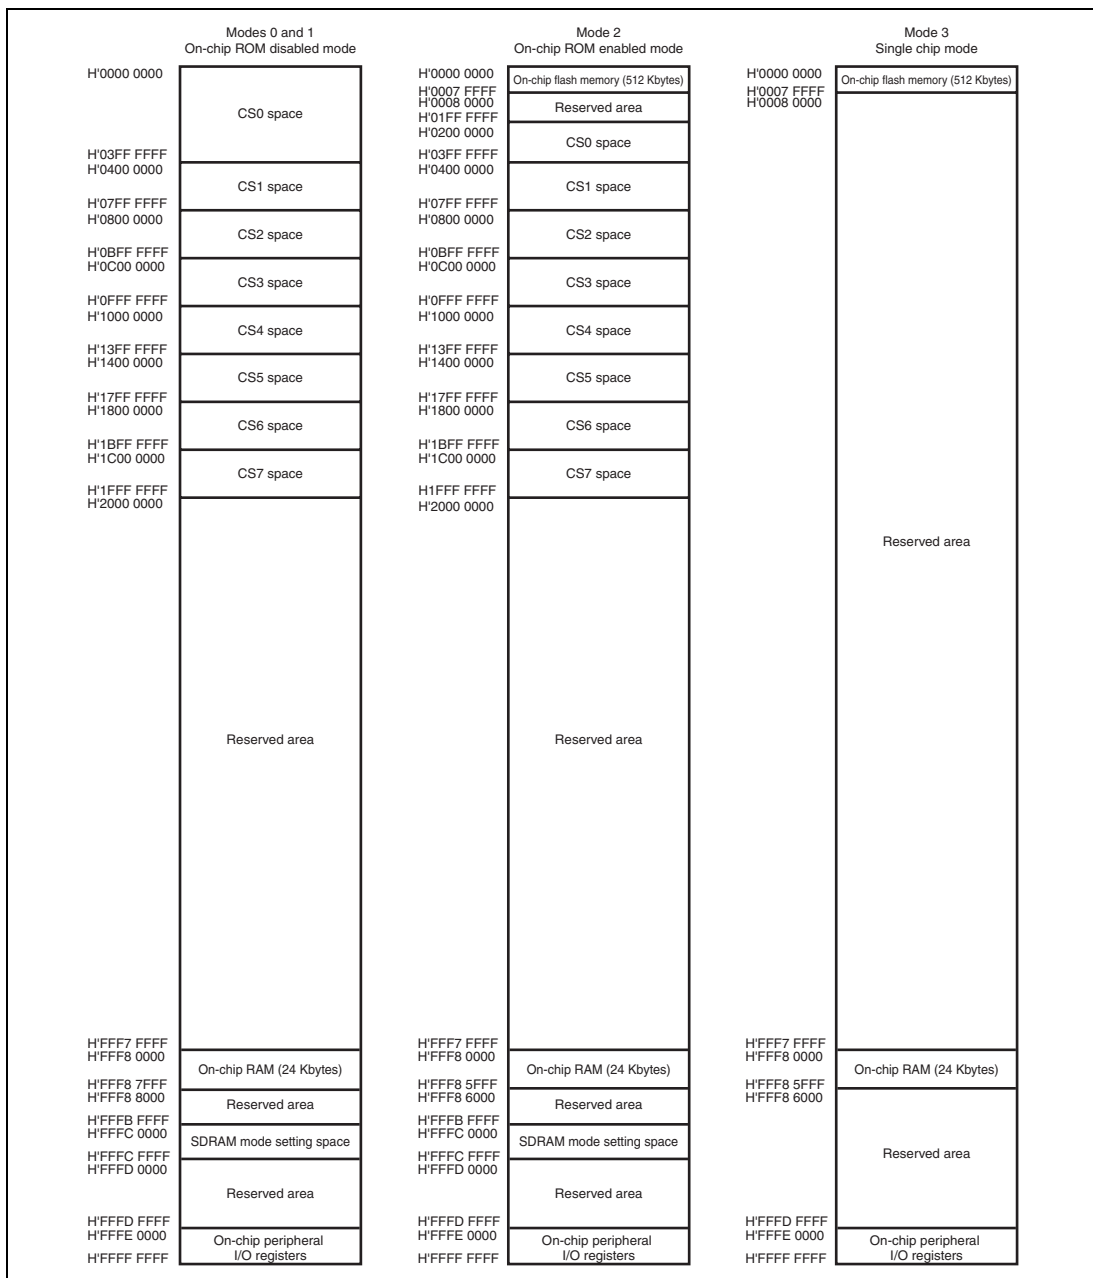 Modes 0 and 1
On-chip ROM disabled mode
H'0000 0000
CS0 space
H'03FF FFFF
H'0400 0000
CS1 space
H'07FF FFFF
H'0800 0000
CS2 space
H'0BFF FFFF
H'0C00 0000
CS3 space
H'0FFF FFFF
H'1000 0000
CS4 space
H'13FF FFFF
H'1400 0000
CS5 space
H'17FF FFFF
H'1800 0000
CS6 space
H'1BFF FFFF
H'1C00 0000
CS7 space
H'1FFF FFFF
H'2000 0000
Reserved area
H'FFF7 FFFF
H'FFF8 0000
On-chip RAM (24 Kbytes)
H'FFF8 7FFF
H'FFF8 8000
Reserved area
H'FFFB FFFF
H'FFFC 0000
SDRAM mode setting space
H'FFFC FFFF
H'FFFD 0000
Reserved area
H'FFFD FFFF
H'FFFE 0000
On-chip peripheral
I/O registers
H'FFFF FFFF
Mode 2
On-chip ROM enabled mode
H'0000 0000
On-chip flash memory (512 Kbytes)
H'0007 FFFF
H'0008 0000
Reserved area
H'01FF FFFF
H'0200 0000
CS0 space
H'03FF FFFF
H'0400 0000
CS1 space
H'07FF FFFF
H'0800 0000
CS2 space
H'0BFF FFFF
H'0C00 0000
CS3 space
H'0FFF FFFF
H'1000 0000
CS4 space
H'13FF FFFF
H'1400 0000
CS5 space
H'17FF FFFF
H'1800 0000
CS6 space
H'1BFF FFFF
H'1C00 0000
CS7 space
H1FFF FFFF
H'2000 0000
Reserved area
H'FFF7 FFFF
H'FFF8 0000
On-chip RAM (24 Kbytes)
H'FFF8 5FFF
H'FFF8 6000
Reserved area
H'FFFB FFFF
H'FFFC 0000
SDRAM mode setting space
H'FFFC FFFF
H'FFFD 0000
Reserved area
H'FFFD FFFF
H'FFFE 0000
On-chip peripheral
I/O registers
H'FFFF FFFF
Mode 3
Single chip mode
H'0000 0000
On-chip flash memory (512 Kbytes)
H'0007 FFFF
H'0008 0000
Reserved area
H'FFF7 FFFF
H'FFF8 0000
On-chip RAM (24 Kbytes)
H'FFF8 5FFF
H'FFF8 6000
Reserved area
H'FFFD FFFF
H'FFFE 0000
On-chip peripheral
I/O registers
H'FFFF FFFF